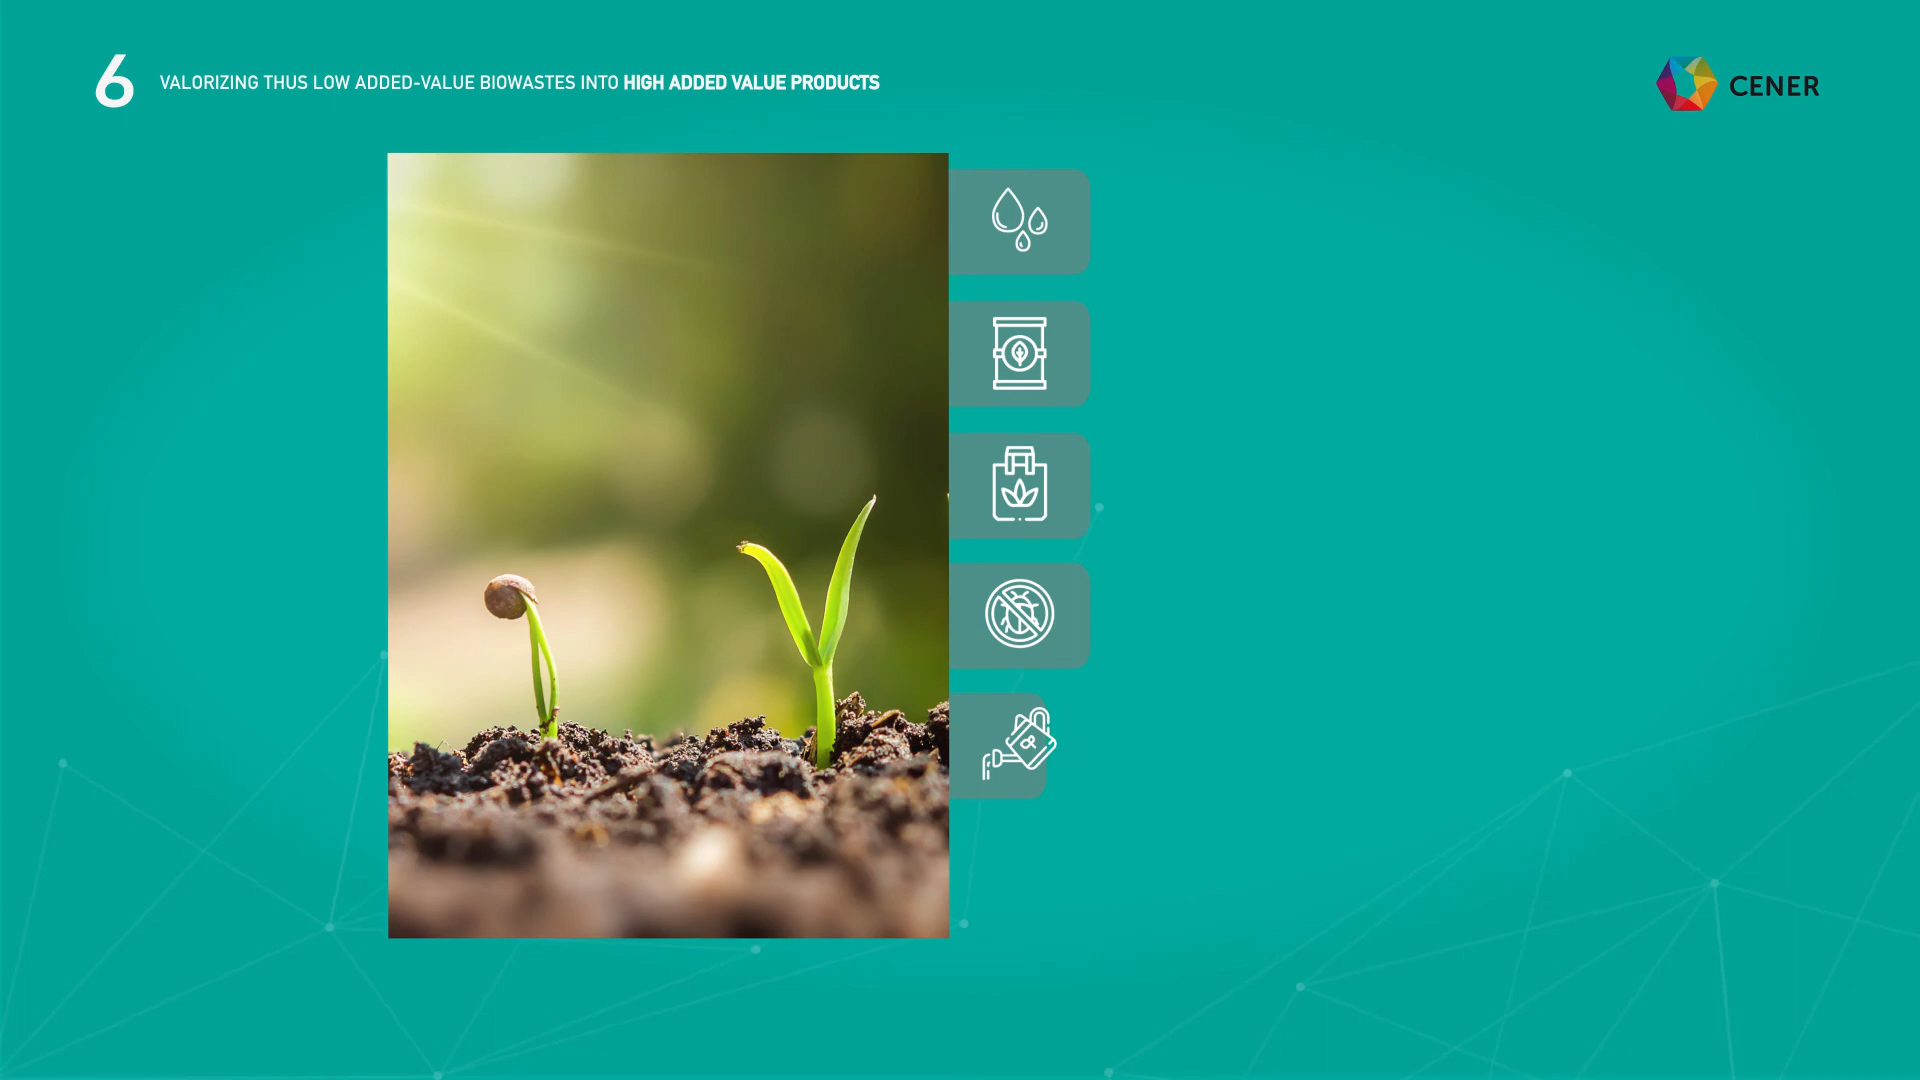 6
VALORIZING THUS LOW ADDED-VALUE BIOWASTES INTO HIGH ADDED VALUE PRODUCTS
CENER